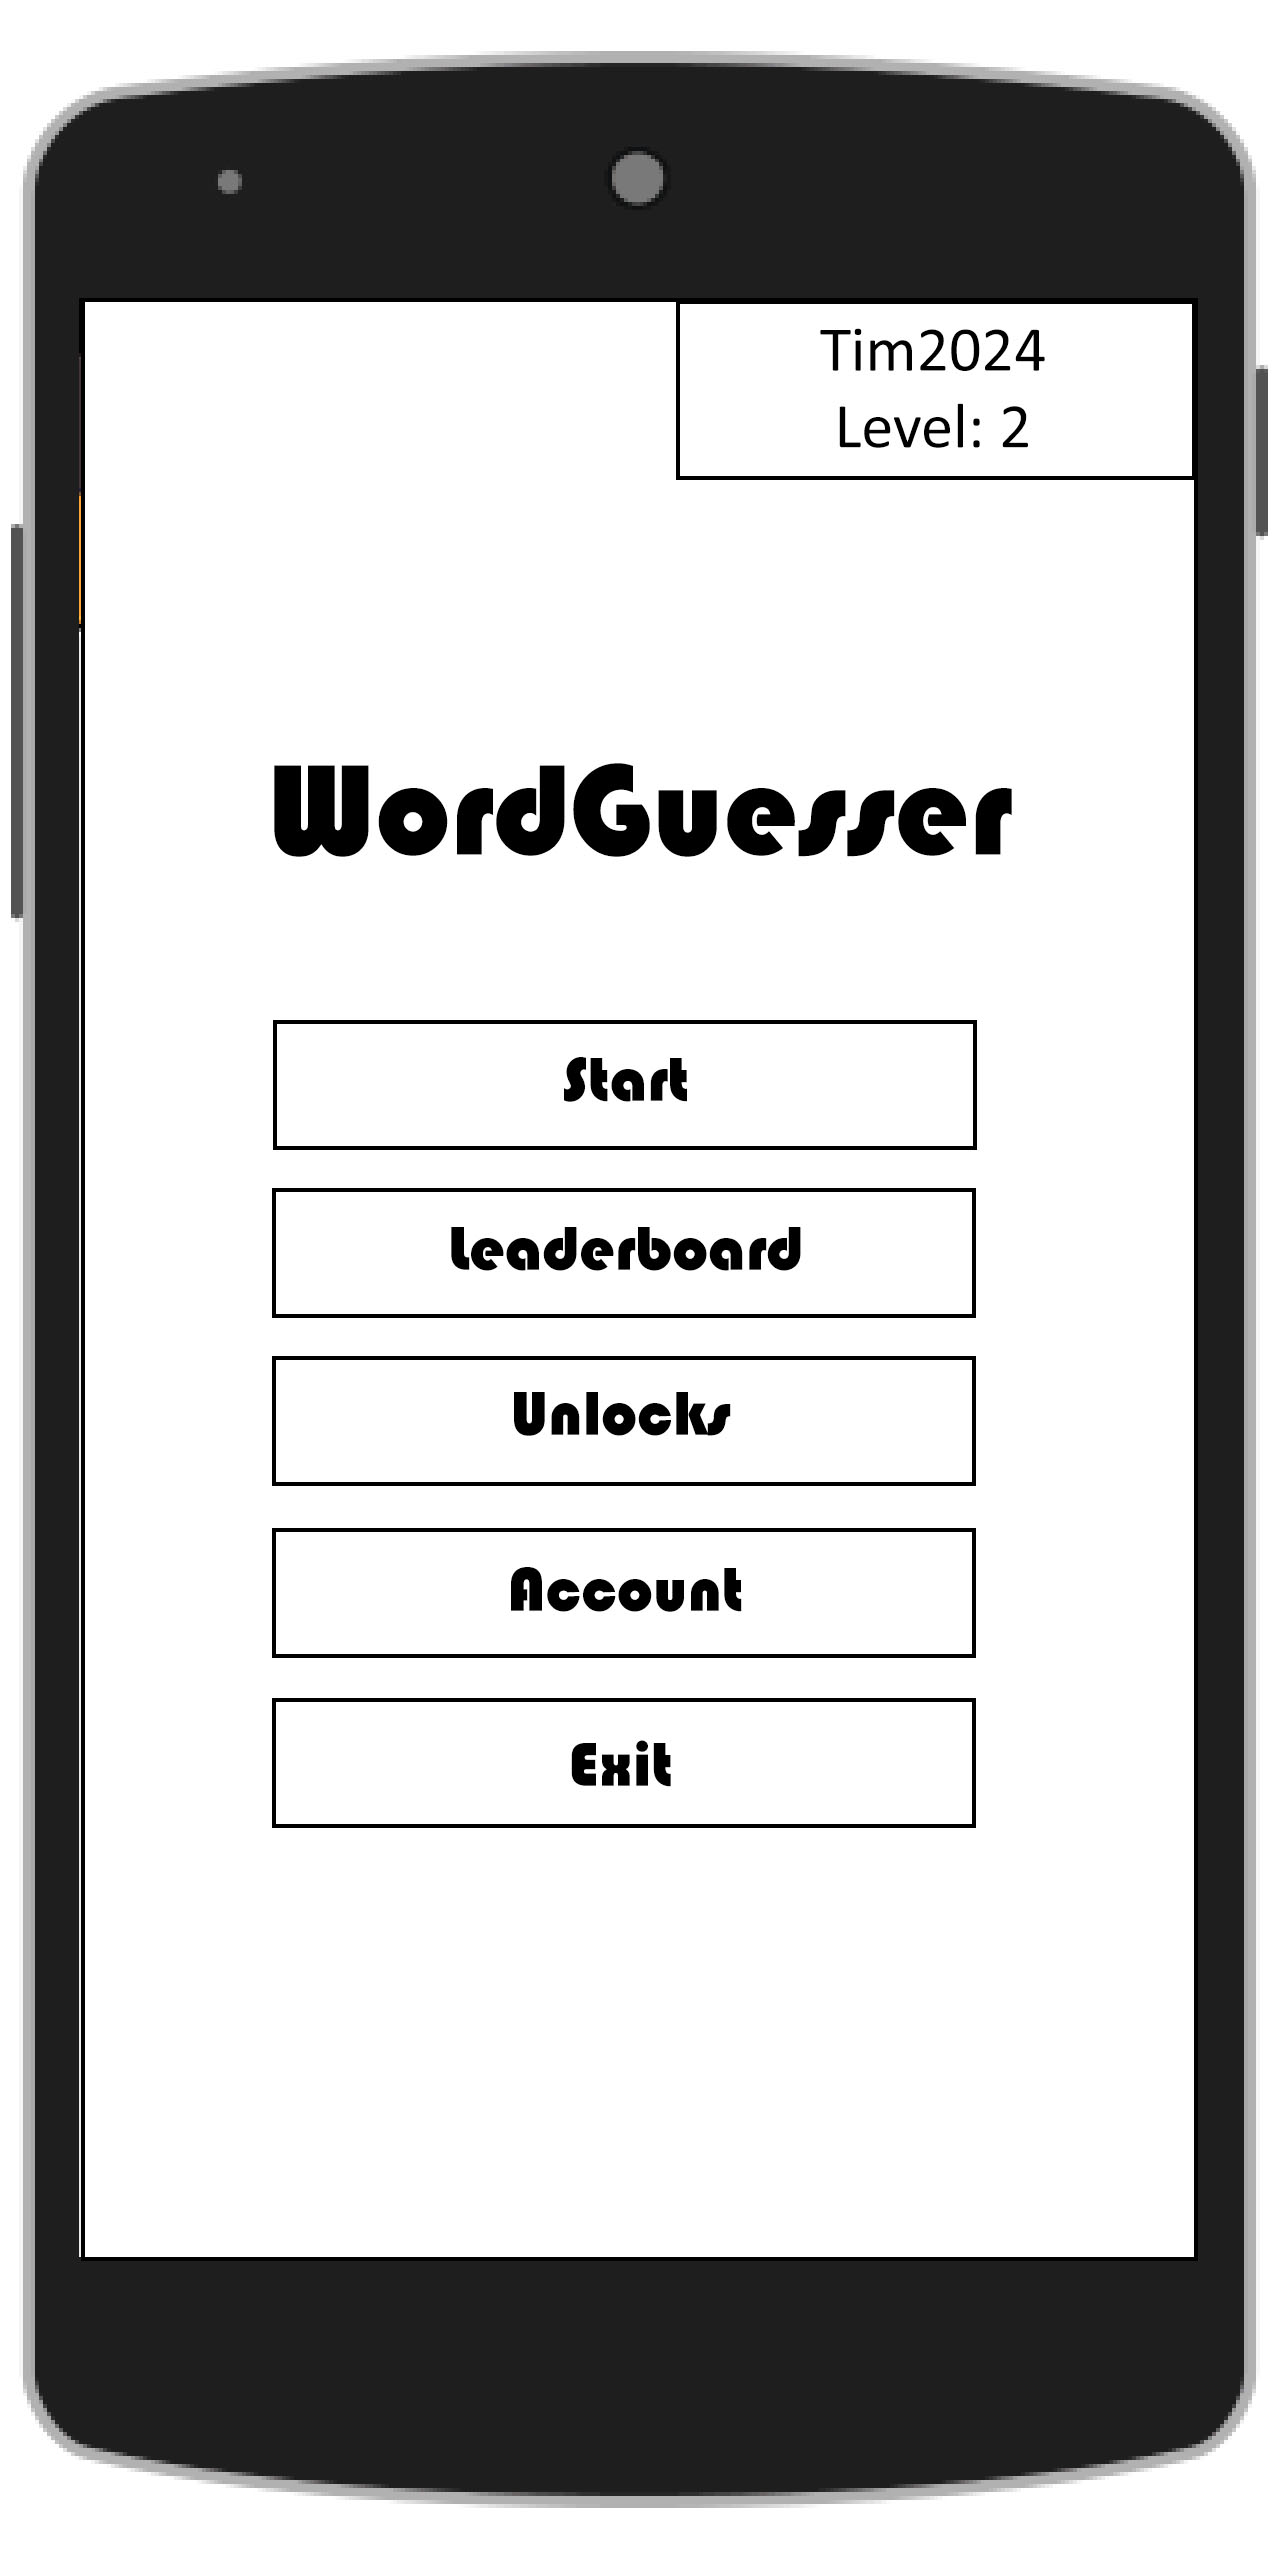 Tim2024
Level: 2
WordGuesser
Start
Leaderboard
Unlocks
Account
Exit